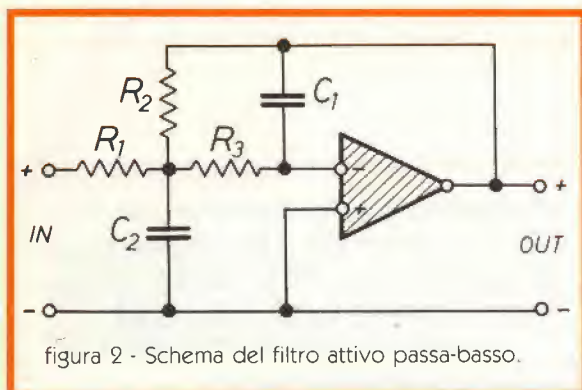 R2
C1
R1
R3
+
-
+
+
IN
C2
OUT
-
-
figura 2 - Schema del filtro attivo passa-basso.